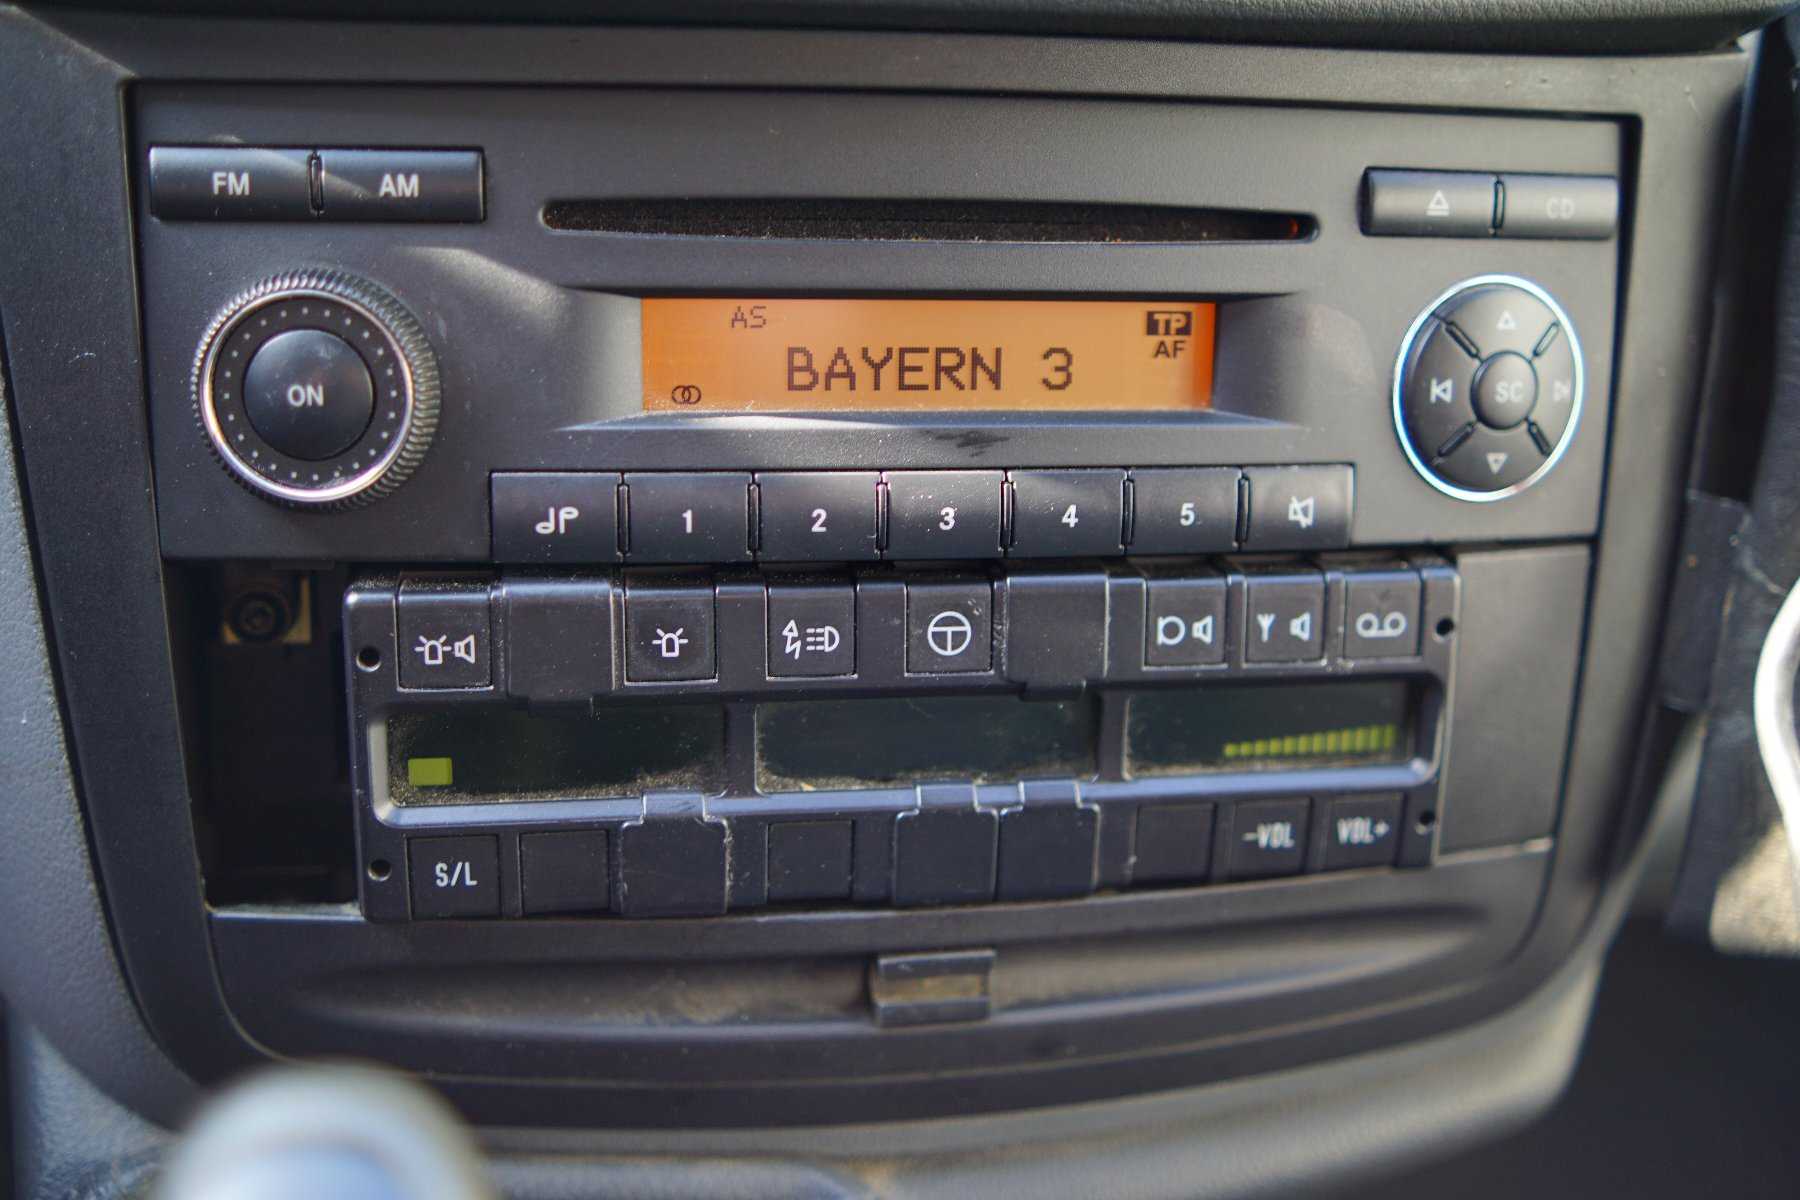 FM AM
CD
AS TP
AF
BAYERN 3
ON
SC
1 2 3 4 5
S/L -VOL VOL+